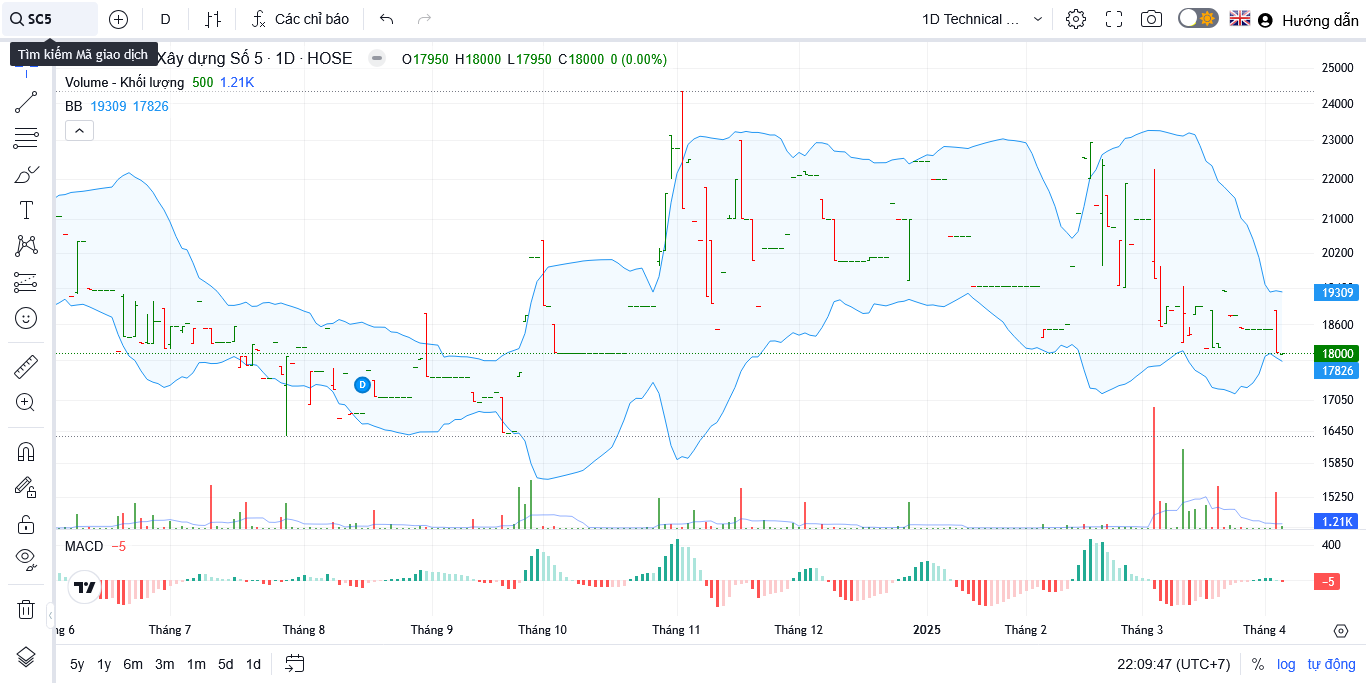 SC5
D
Các chỉ báo
1D Technical ...
Hướng dẫn
Tìm kiếm Mã giao dịch
Xây dựng Số 5 · 1D · HOSE
O17950 H18000 L17950 C18000 0 (0.00%)
Volume - Khối lượng 500 1.21K
BB 19309 17826
25000
24000
23000
22000
21000
20200
19309
18600
18000
17826
17050
16450
15850
15250
1.21K
D
MACD −5
400
−5
ng 6
Tháng 7
Tháng 8
Tháng 9
Tháng 10
Tháng 11
Tháng 12
2025
Tháng 2
Tháng 3
Tháng 4
5y 1y 6m 3m 1m 5d 1d
22:09:47 (UTC+7)
%
log
tự động